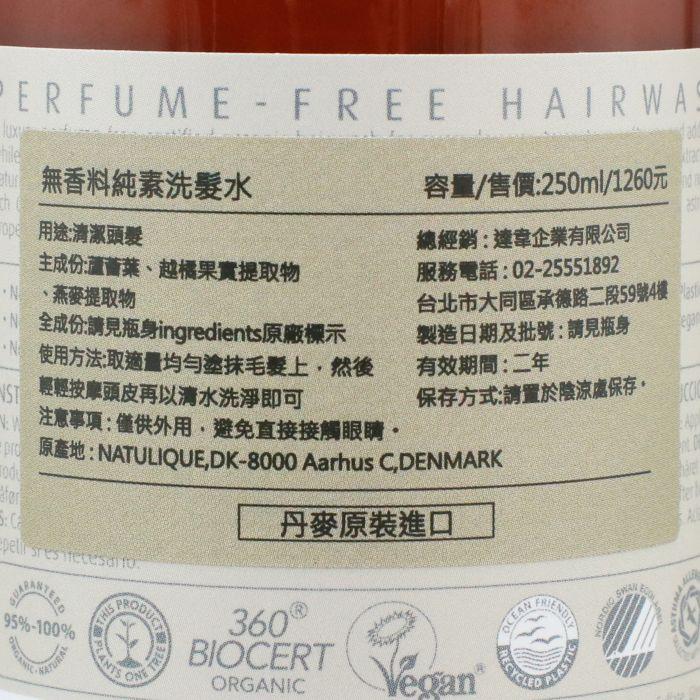 PERFUME-FREE HAIRWAS
無香料純素洗髮水
容量/售價:250ml/1260元
用途:清潔頭髮
主成份:蘆薈葉、越橘果實提取物
、燕麥提取物
全成份:請見瓶身ingredients原廠標示
使用方法:取適量均勻塗抹毛髮上，然後
輕輕按摩頭皮再以清水洗淨即可
注意事項：僅供外用，避免直接接觸眼睛。
原產地：NATULIQUE,DK-8000 Aarhus C,DENMARK
總經銷：達韋企業有限公司
服務電話：02-25551892
台北市大同區承德路二段59號4樓
製造日期及批號：請見瓶身
有效期間：二年
保存方式:請置於陰涼處保存。
丹麥原裝進口
GUARANTEED
95%-100%
ORGANIC-NATURAL
THIS PRODUCT
PLANTS ONE TREE
360®
BIOCERT
ORGANIC
Vegan®
OCEAN FRIENDLY
RECYCLED PLASTIC
NORDIC SWAN ECOLABEL